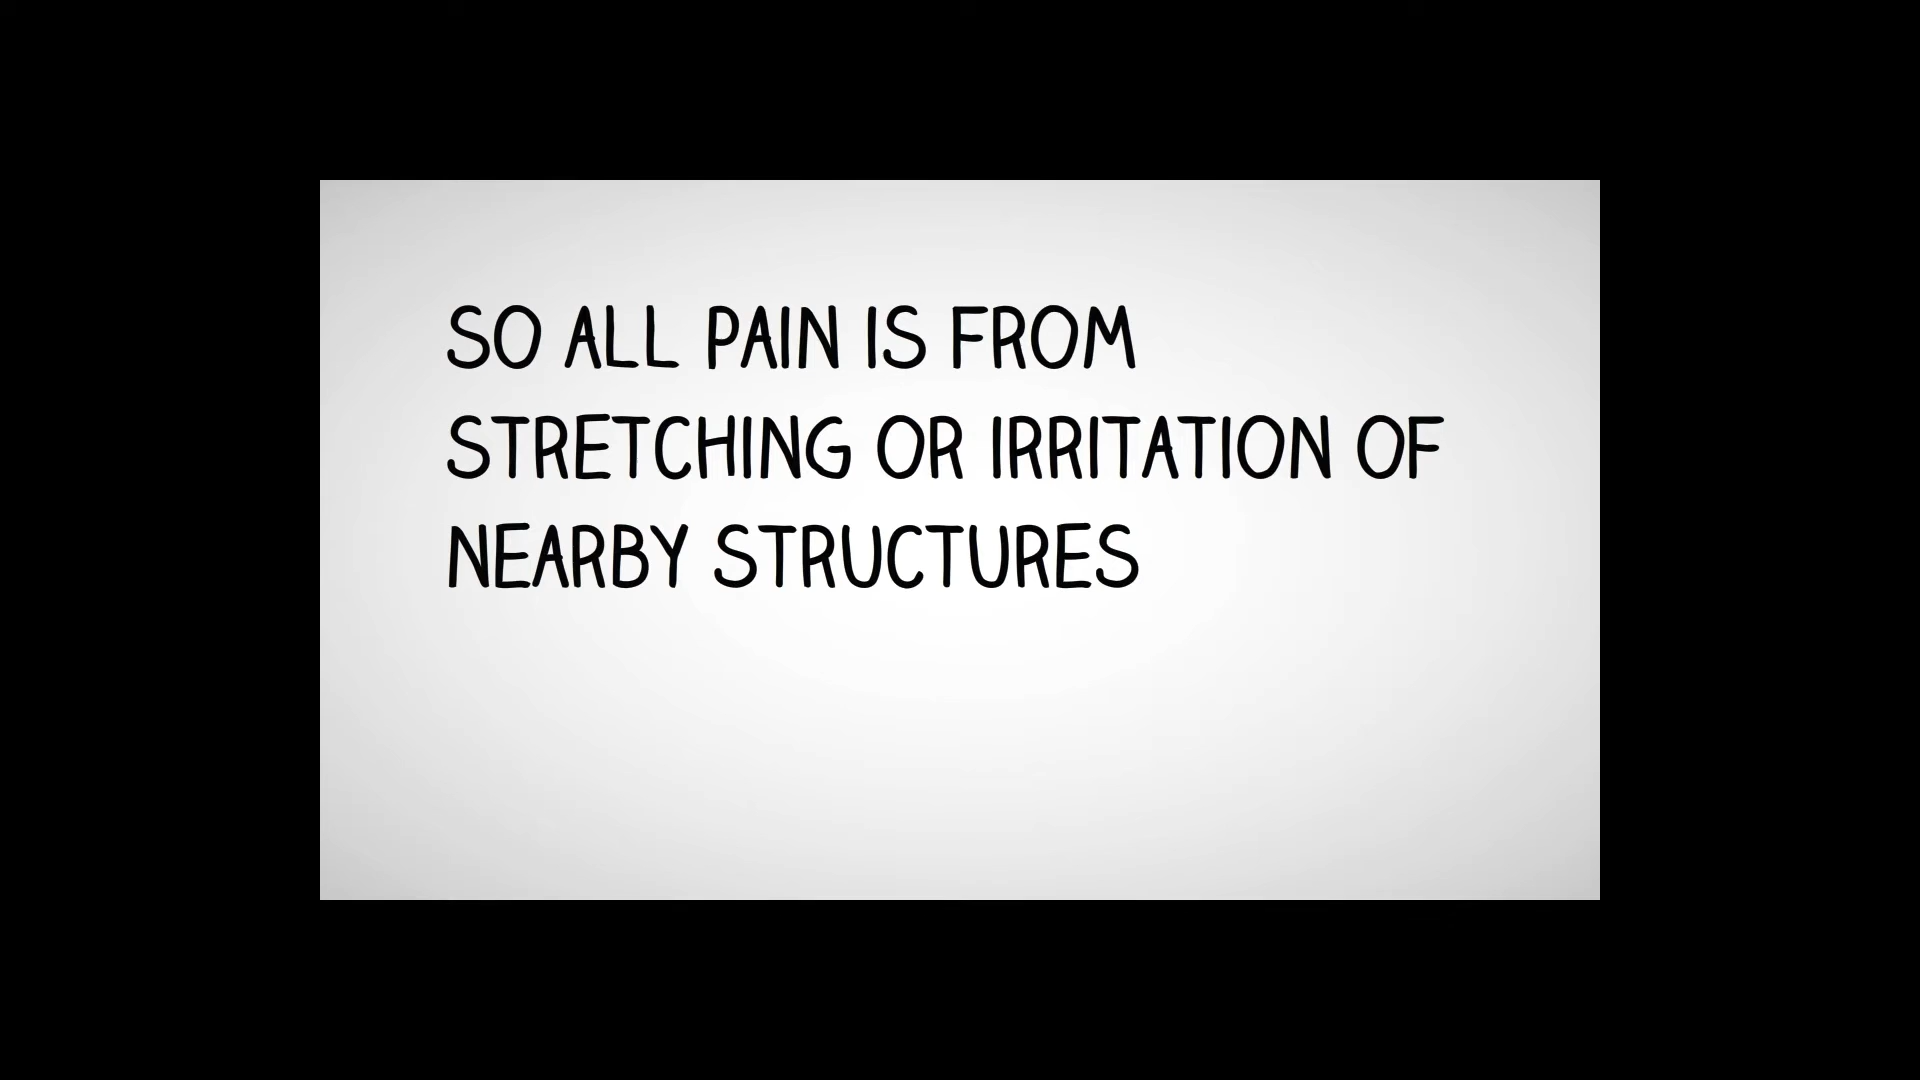 SO ALL PAIN IS FROM
STRETCHING OR IRRITATION OF
NEARBY STRUCTURES